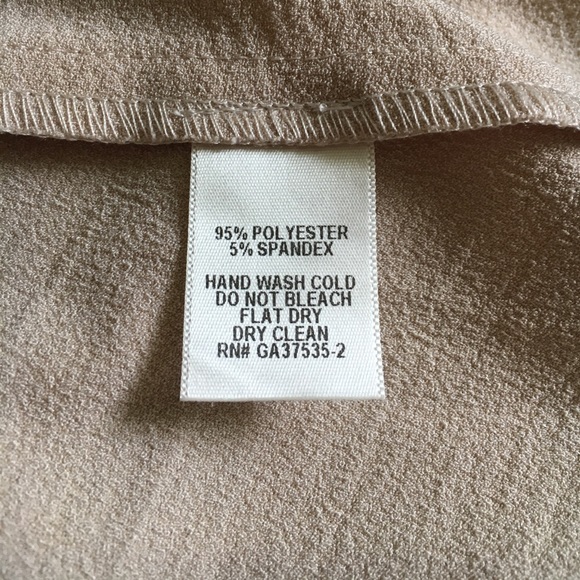 95% POLYESTER
5% SPANDEX
HAND WASH COLD
DO NOT BLEACH
FLAT DRY
DRY CLEAN
RN# GA37535-2